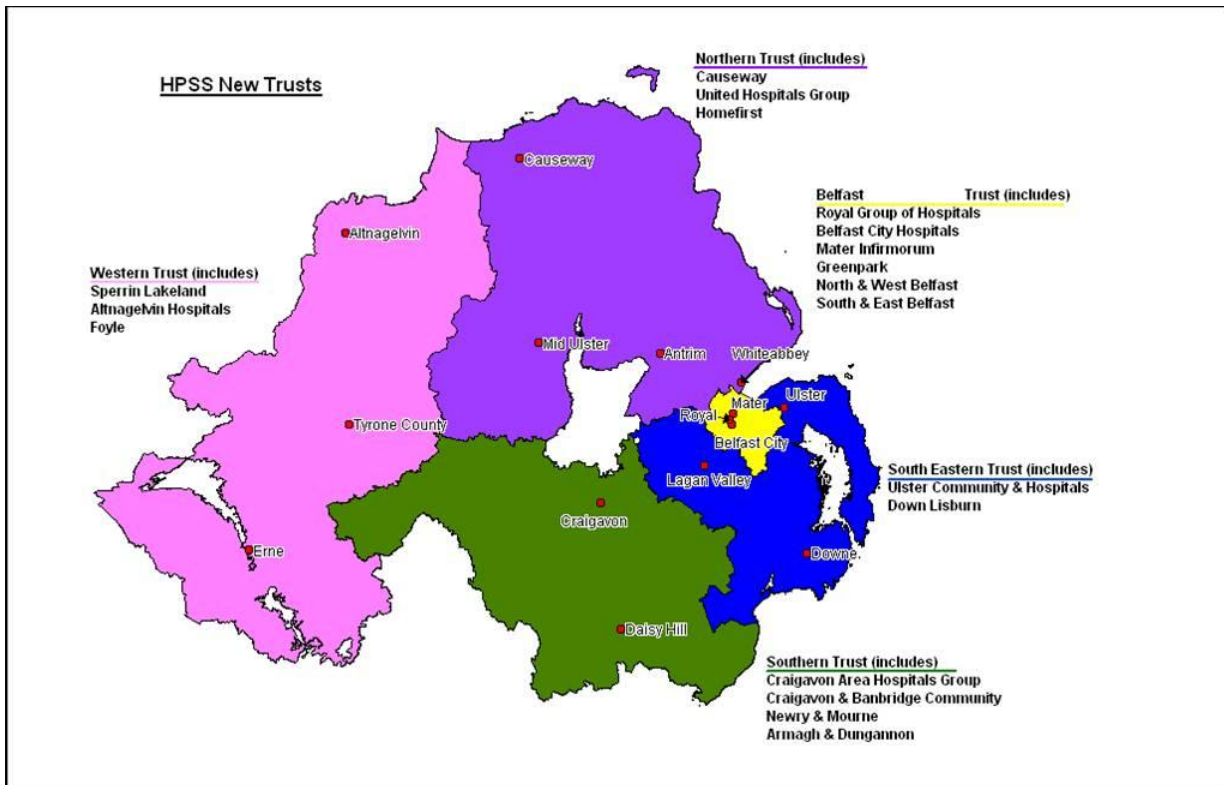 HPSS New Trusts
Northern Trust (includes)
Causeway
United Hospitals Group
Homefirst
Causeway
Belfast Trust (includes)
Royal Group of Hospitals
Belfast City Hospitals
Mater Infirmorum
Greenpark
North & West Belfast
South & East Belfast
Altnagelvin
Western Trust (includes)
Sperrin Lakeland
Altnagelvin Hospitals
Foyle
Mid Ulster
Antrim
Whiteabbey
Ulster
Mater
Royal
Belfast City
Tyrone County
Lagan Valley
South Eastern Trust (includes)
Ulster Community & Hospitals
Down Lisburn
Craigavon
Erne
Downe
Daisy Hill
Southern Trust (includes)
Craigavon Area Hospitals Group
Craigavon & Banbridge Community
Newry & Mourne
Armagh & Dungannon